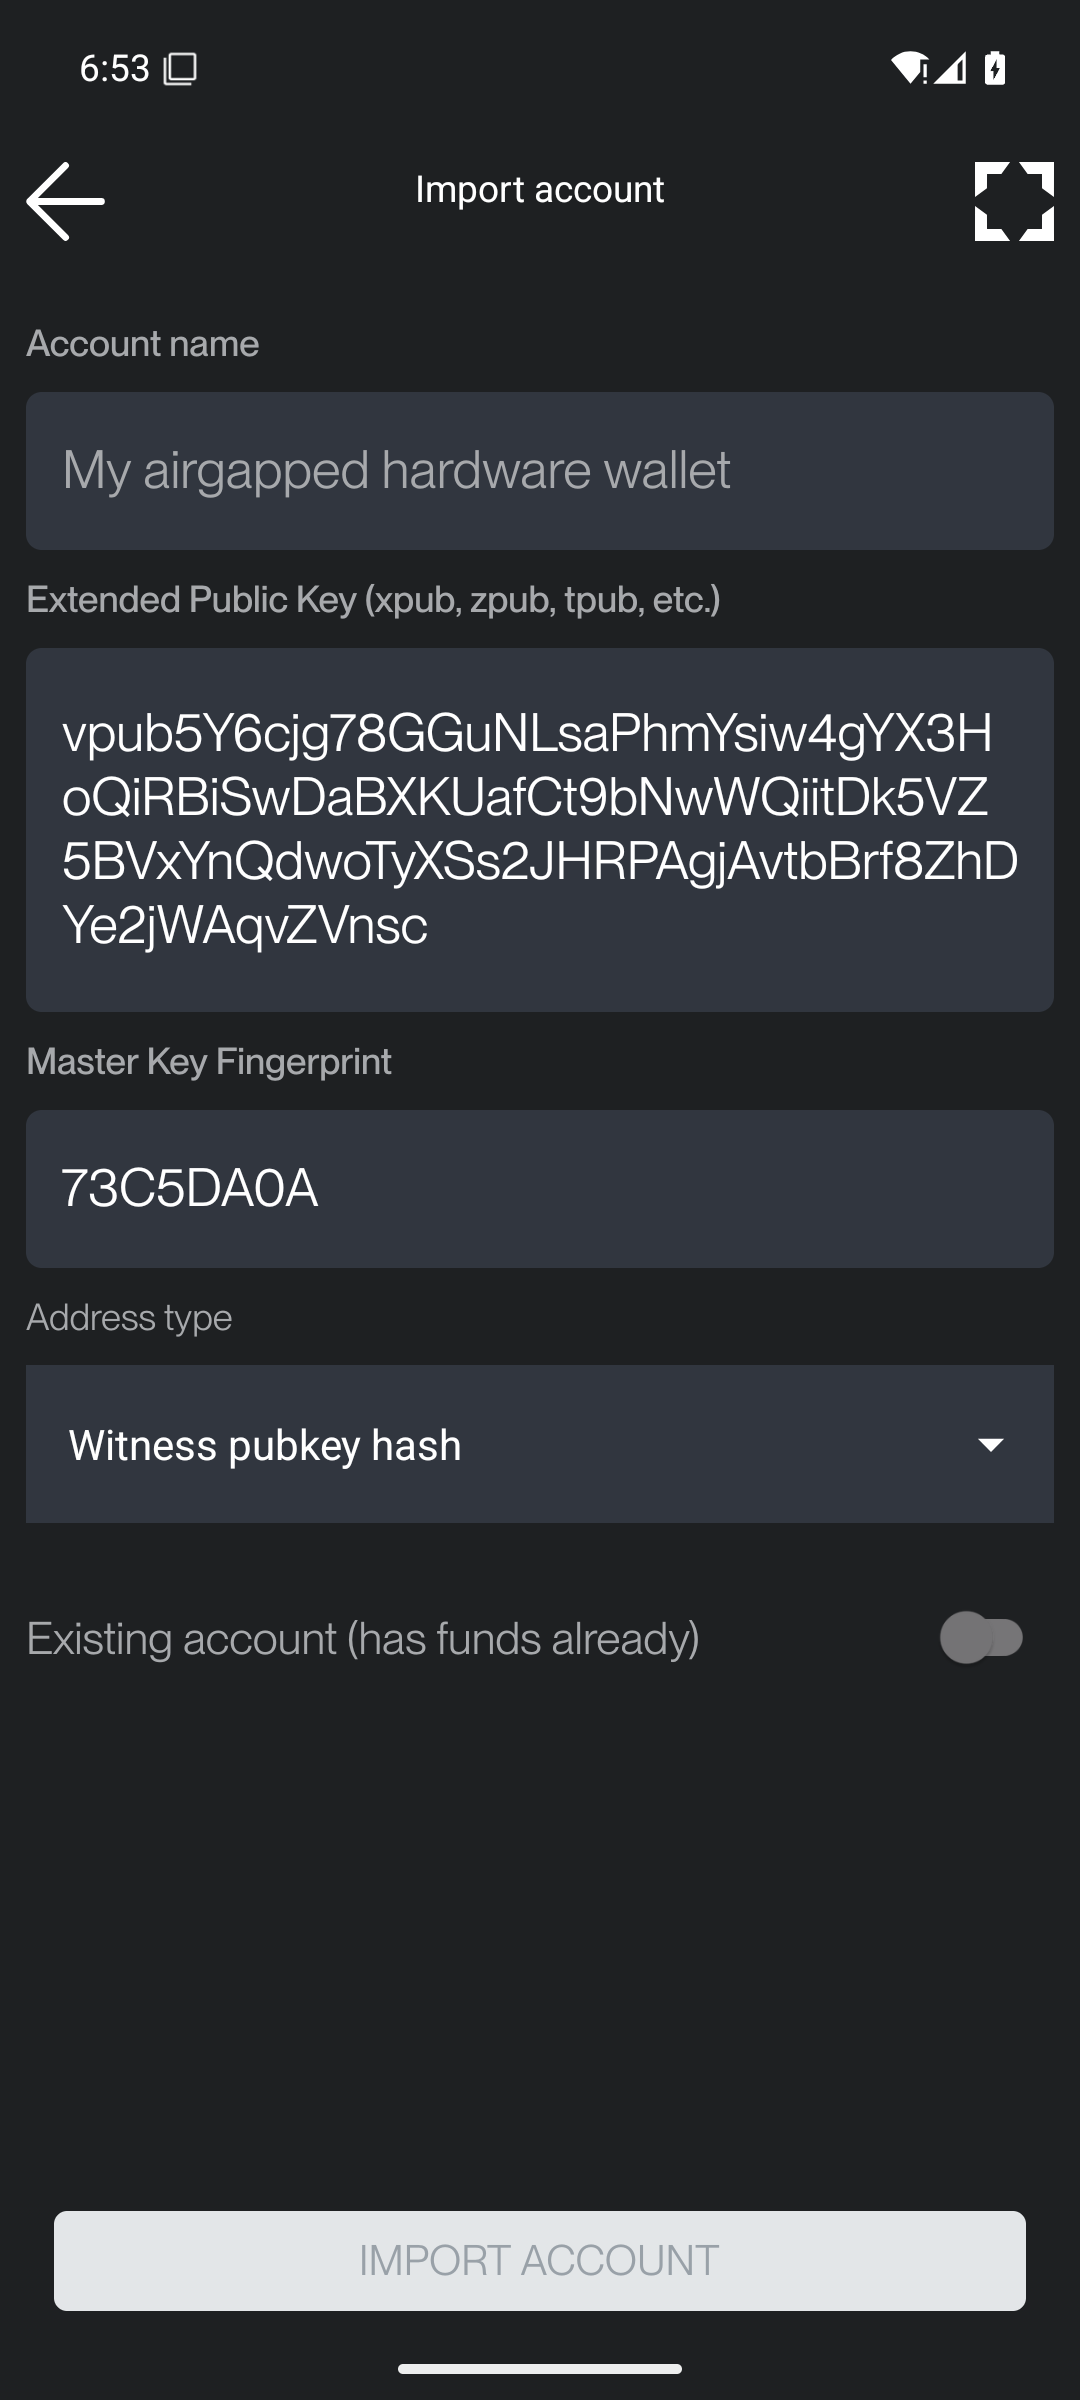 6:53
Import account
Account name
My airgapped hardware wallet
Extended Public Key (xpub, zpub, tpub, etc.)
vpub5Y6cjg78GGuNLsaPhmYsiw4gYX3H
oQiRBiSwDaBXKUafCt9bNwWQiitDk5VZ
5BVxYnQdwoTyXSs2JHRPAgjAvtbBrf8ZhD
Ye2jWAqvZVnsc
Master Key Fingerprint
73C5DA0A
Address type
Witness pubkey hash
Existing account (has funds already)
IMPORT ACCOUNT